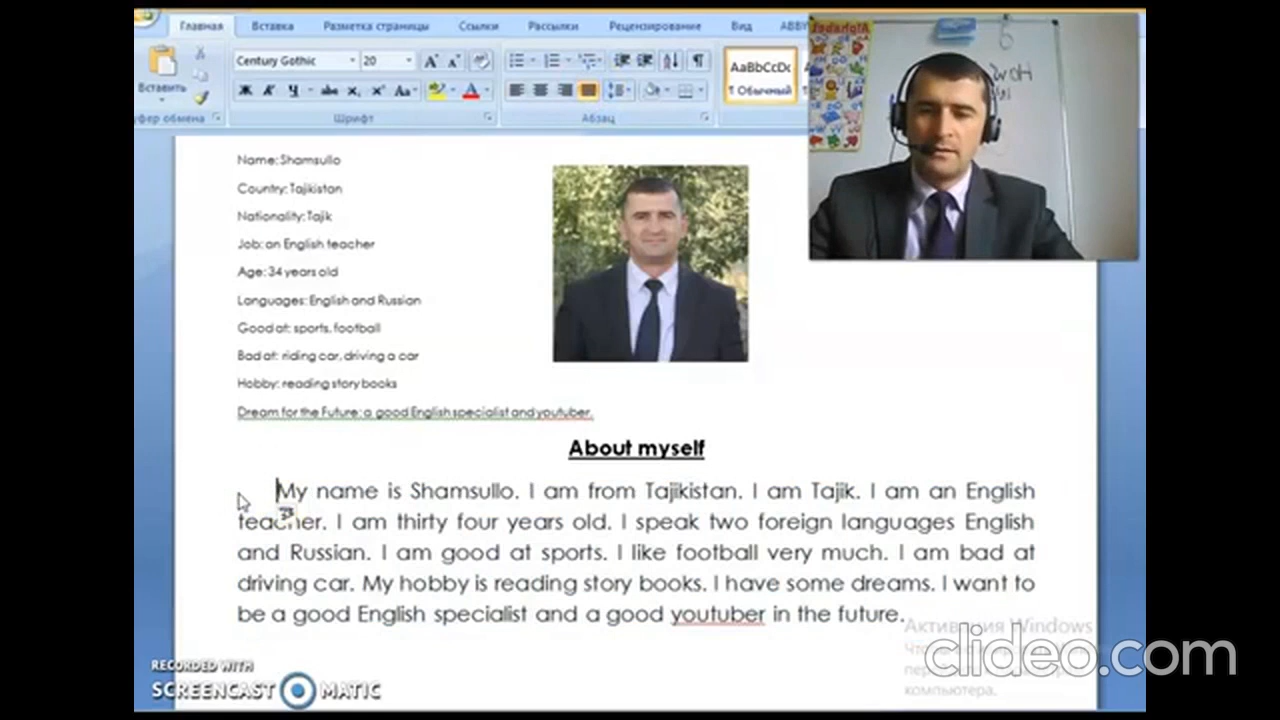 Главная Вставка Разметка страницы Ссылки Рассылки Рецензирование Вид ABBY
Вставить
Century Gothic 20
AaBbCcDc
¶ Обычный
Шрифт Абзац
Name: Shamsullo
Country: Tajikistan
Nationality: Tajik
Job: an English teacher
Age: 34 years old
Languages: English and Russian
Good at: sports, football
Bad at: riding car, driving a car
Hobby: reading story books
Dream for the Future: a good English specialist and youtuber.
About myself
My name is Shamsullo. I am from Tajikistan. I am Tajik. I am an English
teacher. I am thirty four years old. I speak two foreign languages English
and Russian. I am good at sports. I like football very much. I am bad at
driving car. My hobby is reading story books. I have some dreams. I want to
be a good English specialist and a good youtuber in the future.
Активация Windows
clideo.com
компьютера.
RECORDED WITH
SCREENCAST MATIC